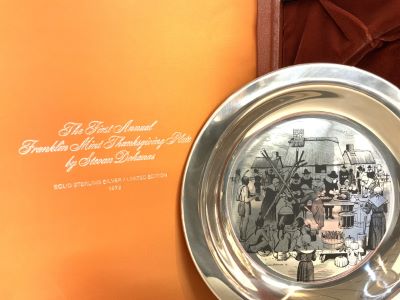 The First Annual
Franklin Mint Thanksgiving Plate
by Steven Dohanos
SOLID STERLING SILVER / LIMITED EDITION
1972